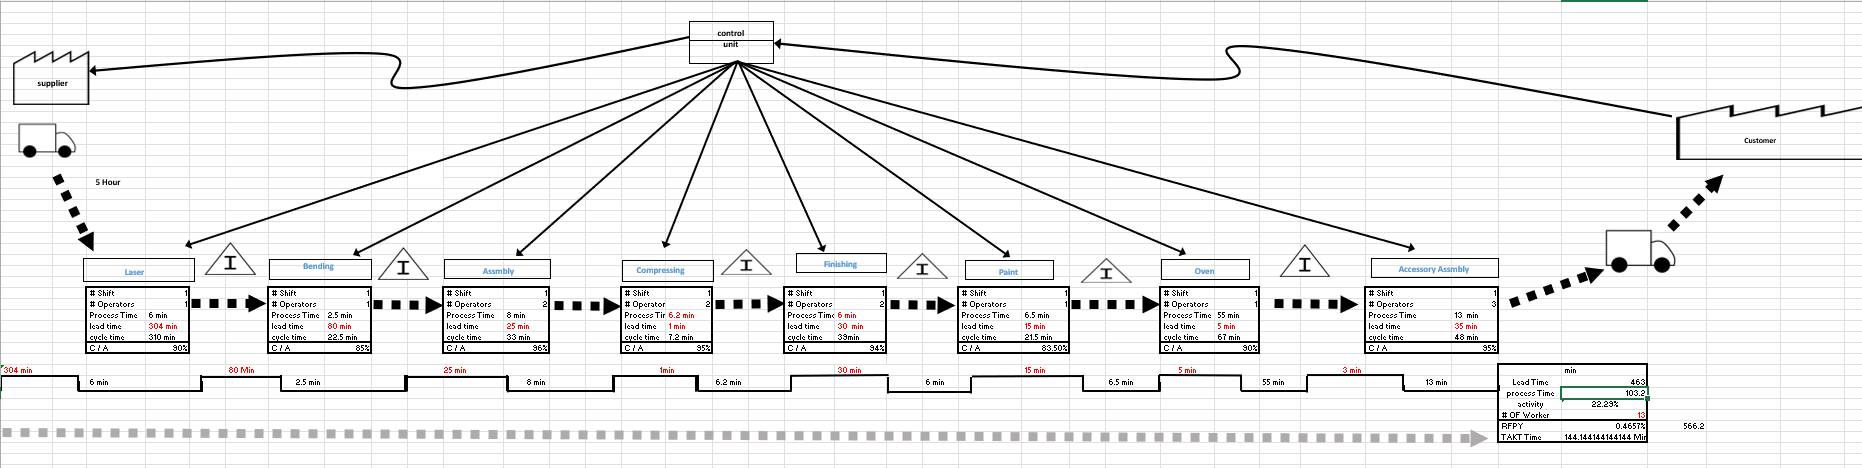 control
unit
supplier
Customer
5 Hour
Laser
# Shift 1
# Operators 1
Process Time 6 min
lead time 304 min
cycle time 310 min
C / A 90%
I
Bending
# Shift 1
# Operators 1
Process Time 2.5 min
lead time 80 min
cycle time 22.5 min
C / A 85%
I
Assmbly
# Shift 1
# Operators 2
Process Time 8 min
lead time 25 min
cycle time 33 min
C / A 96%
Compressing
# Shift 1
# Operator 2
Process Tir 6.2 min
lead time 1 min
cycle time 7.2 min
C / A 95%
I
Finishing
# Shift 1
# Operators 2
Process Tim 6 min
lead time 30 min
cycle time 39min
C / A 94%
I
Paint
# Shift 1
# Operators 1
Process Time 6.5 min
lead time 15 min
cycle time 21.5 min
C / A 83.50%
I
Oven
# Shift 1
# Operators 1
Process Time 55 min
lead time 5 min
cycle time 67 min
C / A 90%
I
Accessory Assmbly
# Shift 1
# Operators 3
Process Time 13 min
lead time 35 min
cycle time 48 min
C / A 95%
304 min
6 min
80 Min
2.5 min
25 min
8 min
1min
6.2 min
30 min
6 min
15 min
6.5 min
5 min
55 min
3 min
13 min
min
Lead Time 463
process Time 103.2
activity 22.29%
# OF Worker 13
RFPY 0.4657%
566.2
TAKT Time 144.144144144144 Min